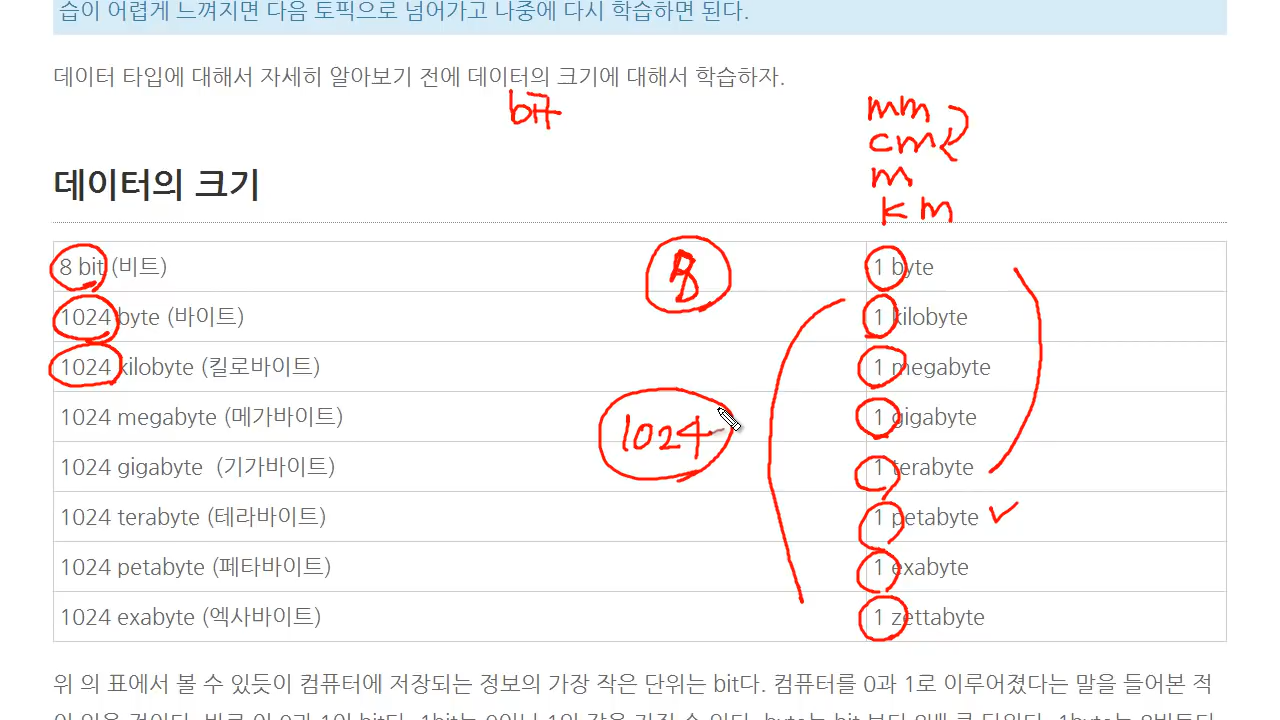 습이 어렵게 느껴지면 다음 토픽으로 넘어가고 나중에 다시 학습하면 된다.
데이터 타입에 대해서 자세히 알아보기 전에 데이터의 크기에 대해서 학습하자.
bit
mm
cm
m
km
데이터의 크기
8 bit (비트) 8 1 byte
1024 byte (바이트) 1 kilobyte
1024 kilobyte (킬로바이트) 1 megabyte
1024 megabyte (메가바이트) 1024 1 gigabyte
1024 gigabyte (기가바이트) 1 terabyte
1024 terabyte (테라바이트) 1 petabyte
1024 petabyte (페타바이트) 1 exabyte
1024 exabyte (엑사바이트) 1 zettabyte
위 의 표에서 볼 수 있듯이 컴퓨터에 저장되는 정보의 가장 작은 단위는 bit다. 컴퓨터를 0과 1로 이루어졌다는 말을 들어본 적